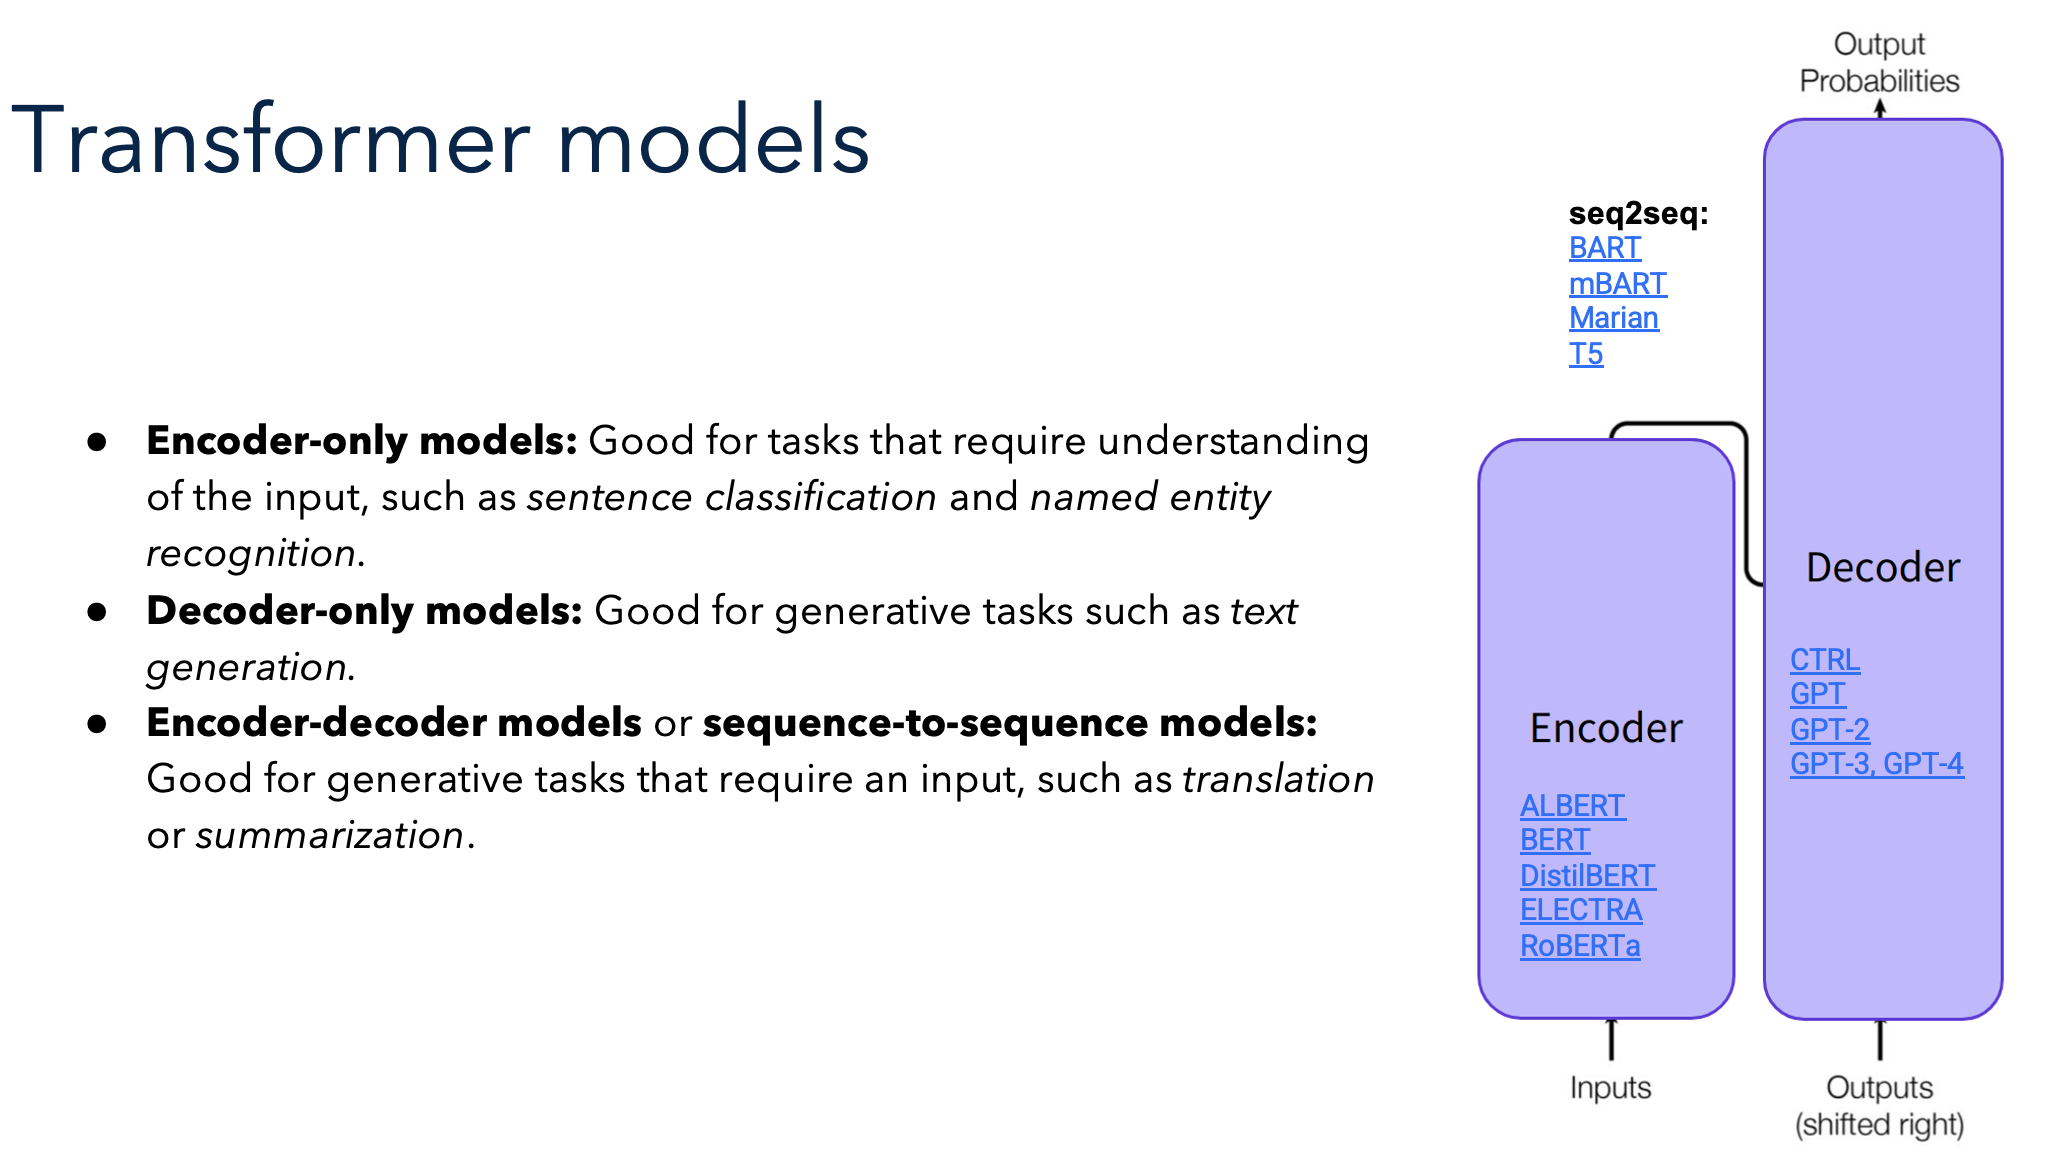 Transformer models
● Encoder-only models: Good for tasks that require understanding
of the input, such as sentence classification and named entity
recognition.
● Decoder-only models: Good for generative tasks such as text
generation.
● Encoder-decoder models or sequence-to-sequence models:
Good for generative tasks that require an input, such as translation
or summarization.
Output
Probabilities
seq2seq:
BART
mBART
Marian
T5
Decoder
CTRL
GPT
GPT-2
GPT-3, GPT-4
Encoder
ALBERT
BERT
DistilBERT
ELECTRA
RoBERTa
Inputs
Outputs
(shifted right)